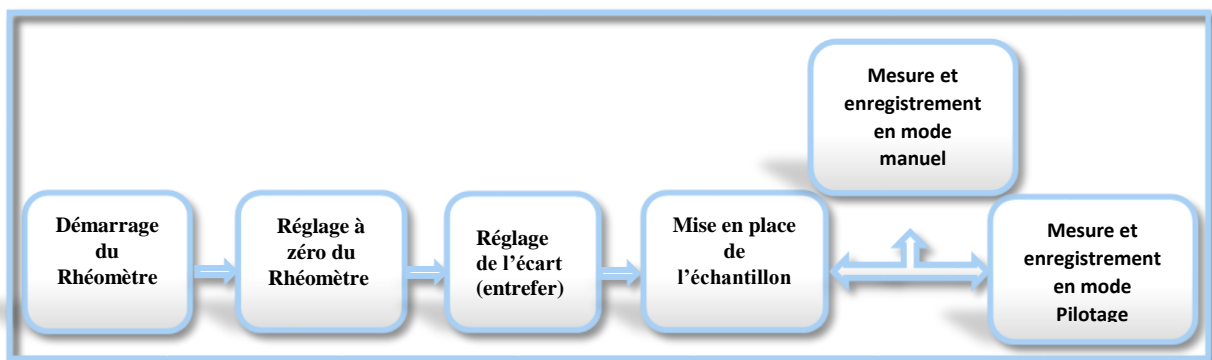 Démarrage
du
Rhéomètre
Réglage à
zéro du
Rhéomètre
Réglage
de l’écart
(entrefer)
Mise en place
de
l’échantillon
Mesure et
enregistrement
en mode
manuel
Mesure et
enregistrement
en mode
Pilotage